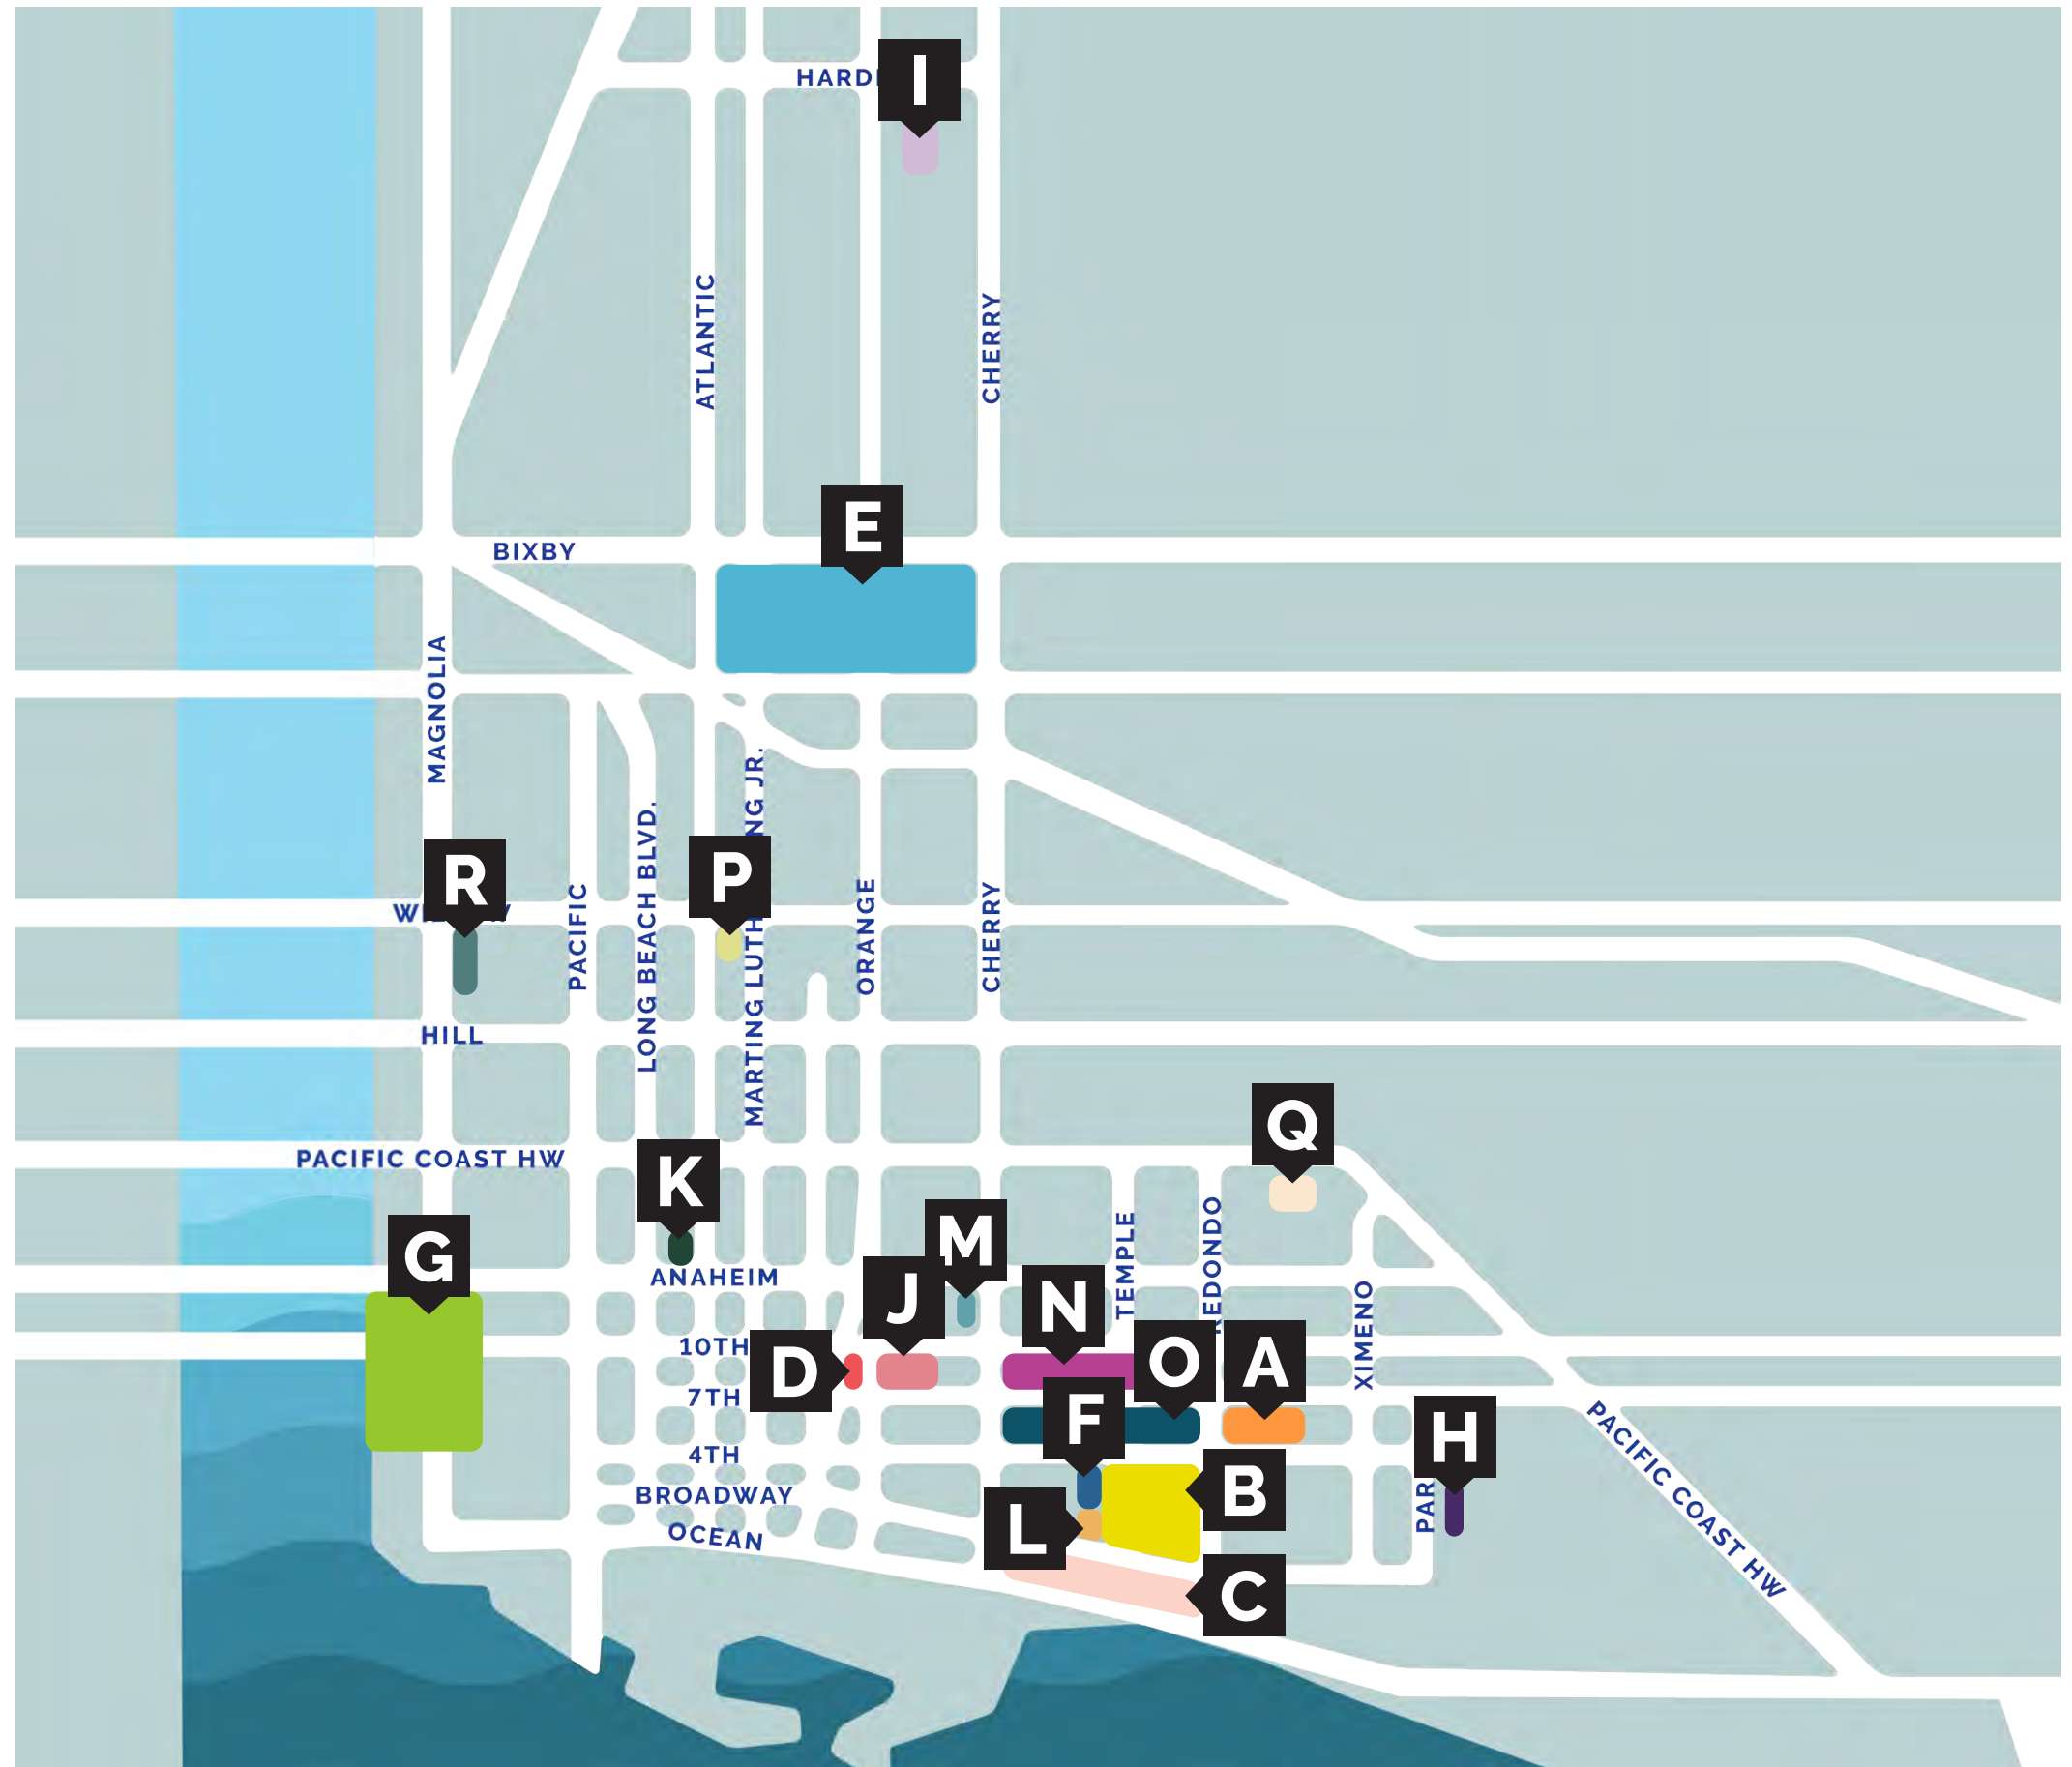 HARDI
I
ATLANTIC
CHERRY
E
BIXBY
MAGNOLIA
MARTING LUTH NG JR.
LONG BEACH BLVD.
R
P
W W
PACIFIC
ORANGE
CHERRY
HILL
Q
PACIFIC COAST HW
K
TEMPLE
REDONDO
G
M
ANAHEIM
J
N
XIMENO
10TH
D
O
A
7TH
F
H
PACIFIC COAST HW
4TH
B
PAR
BROADWAY
L
OCEAN
C